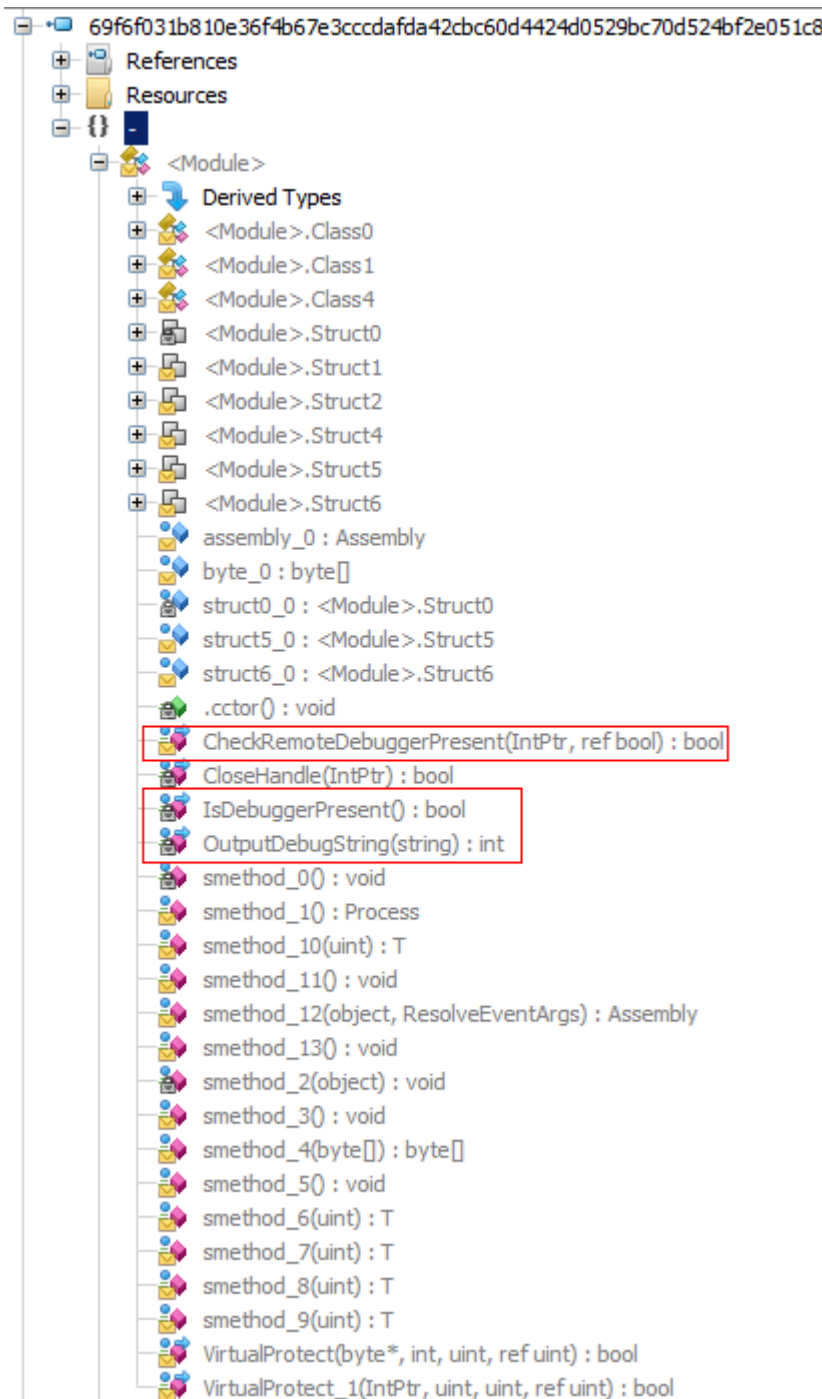 69f6f031b810e36f4b67e3cccdafda42cbc60d4424d0529bc70d524bf2e051c8
References
Resources
{} -
<Module>
Derived Types
<Module>.Class0
<Module>.Class1
<Module>.Class4
<Module>.Struct0
<Module>.Struct1
<Module>.Struct2
<Module>.Struct4
<Module>.Struct5
<Module>.Struct6
assembly_0 : Assembly
byte_0 : byte[]
struct0_0 : <Module>.Struct0
struct5_0 : <Module>.Struct5
struct6_0 : <Module>.Struct6
.cctor() : void
CheckRemoteDebuggerPresent(IntPtr, ref bool) : bool
CloseHandle(IntPtr) : bool
IsDebuggerPresent() : bool
OutputDebugString(string) : int
smethod_0() : void
smethod_1() : Process
smethod_10(uint) : T
smethod_11() : void
smethod_12(object, ResolveEventArgs) : Assembly
smethod_13() : void
smethod_2(object) : void
smethod_3() : void
smethod_4(byte[]) : byte[]
smethod_5() : void
smethod_6(uint) : T
smethod_7(uint) : T
smethod_8(uint) : T
smethod_9(uint) : T
VirtualProtect(byte*, int, uint, ref uint) : bool
VirtualProtect_1(IntPtr, uint, uint, ref uint) : bool